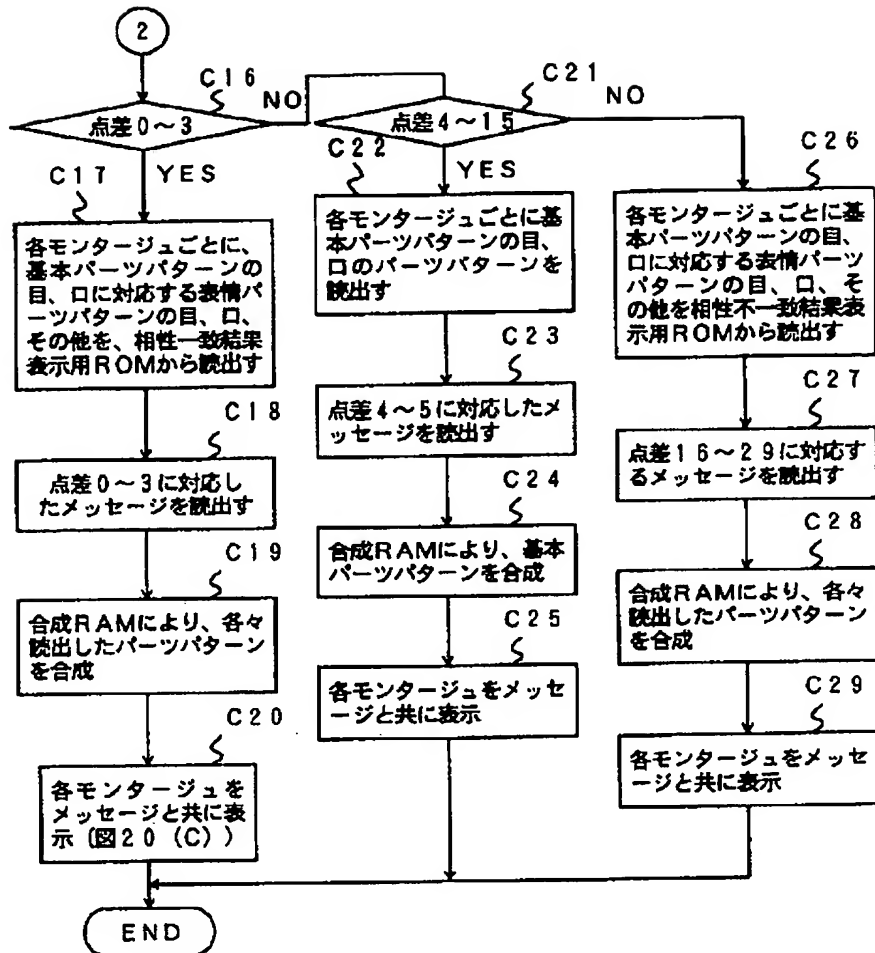 2
C16
点差0～3
NO
YES
C17
各モンタージュごとに、
基本パーツパターンの
目、口に対応する表情パ
ーツパターンの目、口、
その他を、相性一致結果
表示用ROMから読出す
C18
点差0～3に対応し
たメッセージを読出す
C19
合成RAMにより、各々
読出したパーツパターン
を合成
C20
各モンタージュを
メッセージと共に表
示（図20（C））
END
C21
点差4～15
NO
YES
C22
各モンタージュごとに基
本パーツパターンの目、
口のパーツパターンを
読出す
C23
点差4～5に対応したメ
ッセージを読出す
C24
合成RAMにより、基本
パーツパターンを合成
C25
各モンタージュをメッセ
ージと共に表示
C26
各モンタージュごとに基
本パーツパターンの目、
口に対応する表情パーツ
パターンの目、口、そ
の他を相性不一致結果表
示用ROMから読出す
C27
点差16～29に対応す
るメッセージを読出す
C28
合成RAMにより、各々
読出したパーツパターン
を合成
C29
各モンタージュをメッセ
ージと共に表示